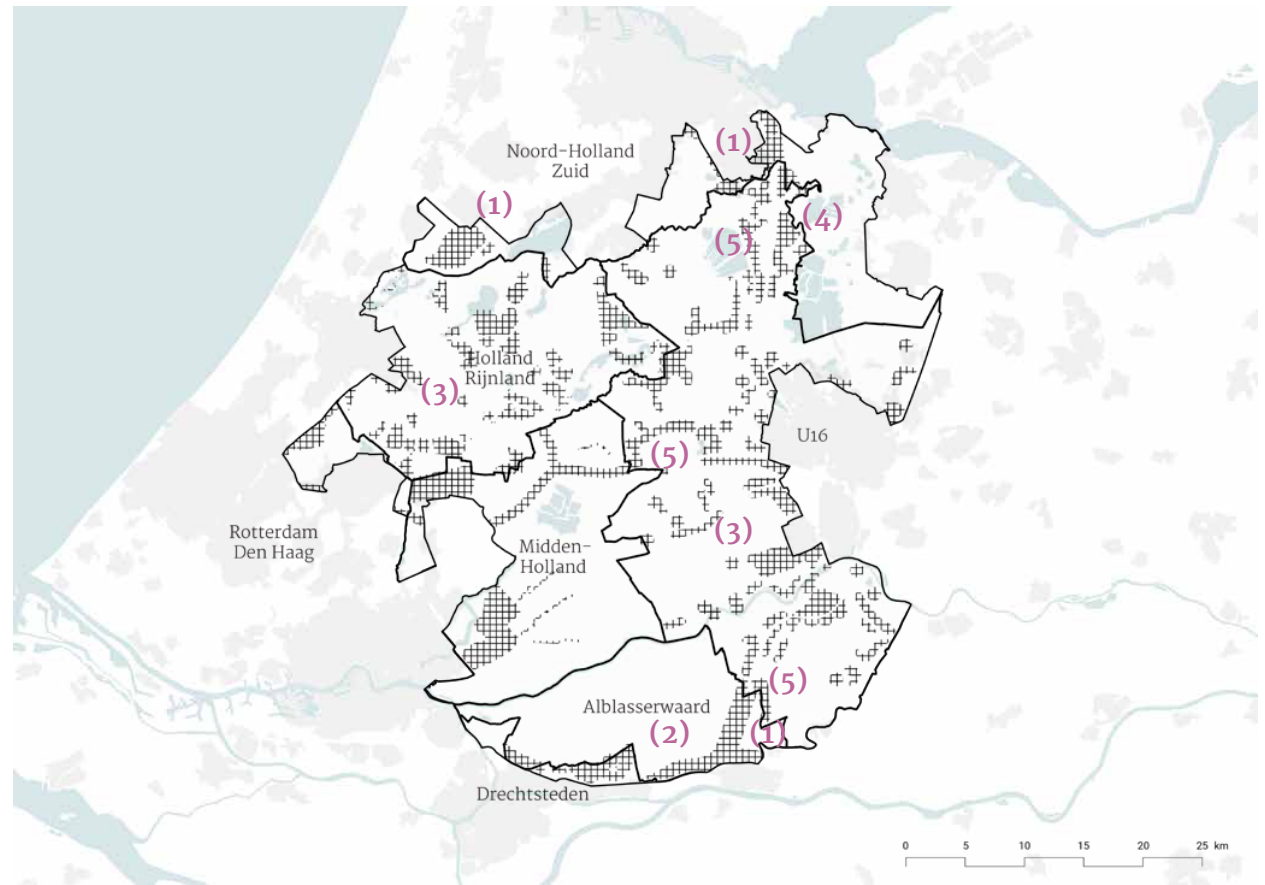 (1)
Noord-Holland
Zuid
(1)
(4)
(5)
Holland
Rijnland
(3)
U16
(5)
Rotterdam
Den Haag
(3)
Midden-
Holland
(5)
Alblasserwaard
(2)
(1)
Drechtsteden
0 5 10 15 20 25 km